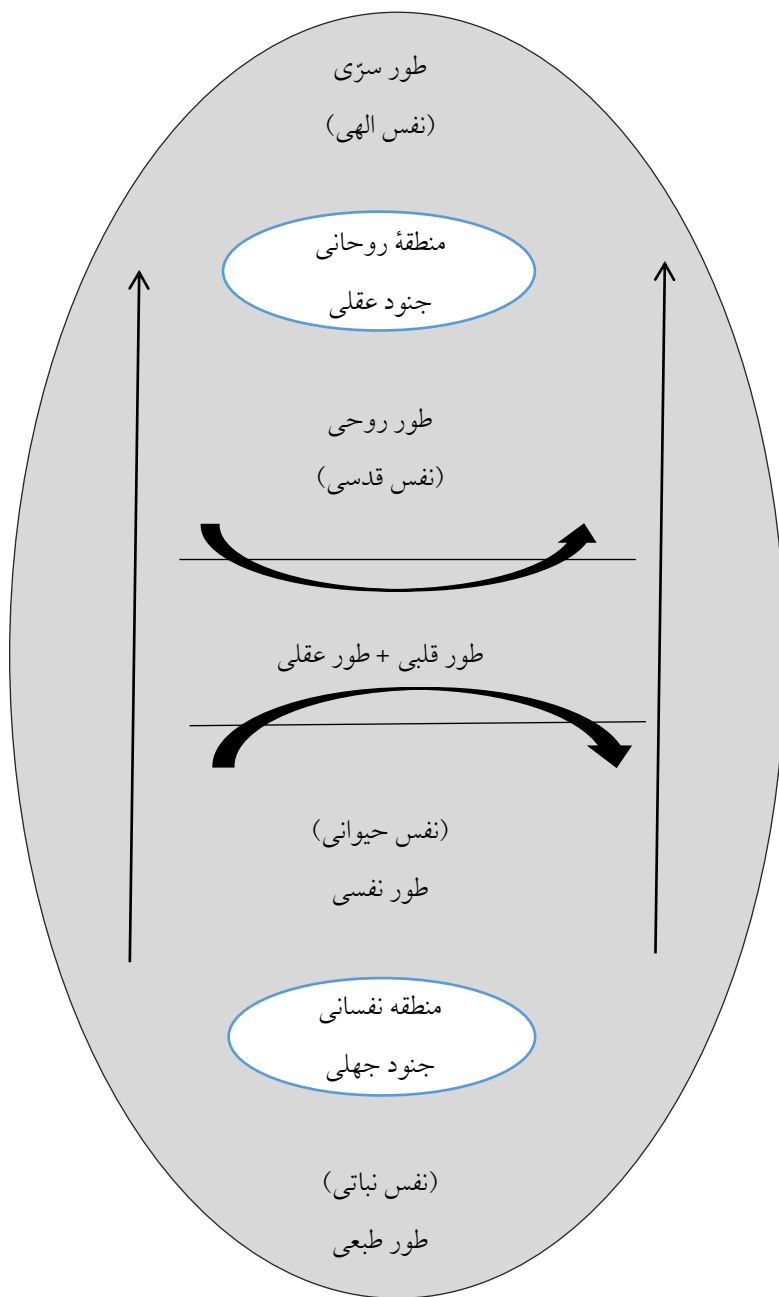 طور سرّی
(نفس الهی)
منطقهٔ روحانی
جنود عقلی
طور روحی
(نفس قدسی)
طور قلبی + طور عقلی
(نفس حیوانی)
طور نفسی
منطقه نفسانی
جنود جهلی
(نفس نباتی)
طور طبعی